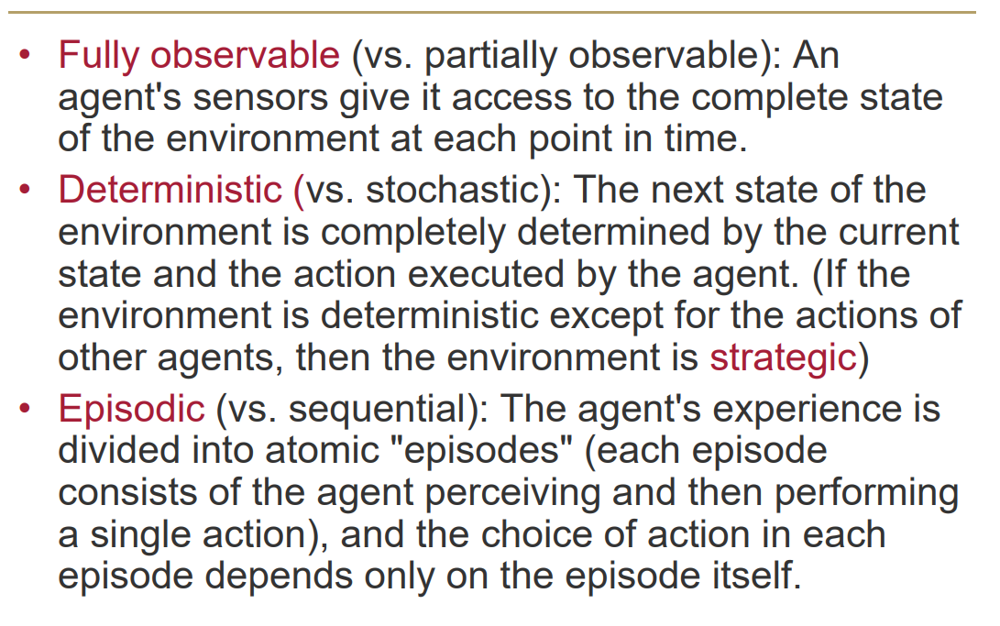 • Fully observable (vs. partially observable): An
agent's sensors give it access to the complete state
of the environment at each point in time.
• Deterministic (vs. stochastic): The next state of the
environment is completely determined by the current
state and the action executed by the agent. (If the
environment is deterministic except for the actions of
other agents, then the environment is strategic)
• Episodic (vs. sequential): The agent's experience is
divided into atomic "episodes" (each episode
consists of the agent perceiving and then performing
a single action), and the choice of action in each
episode depends only on the episode itself.